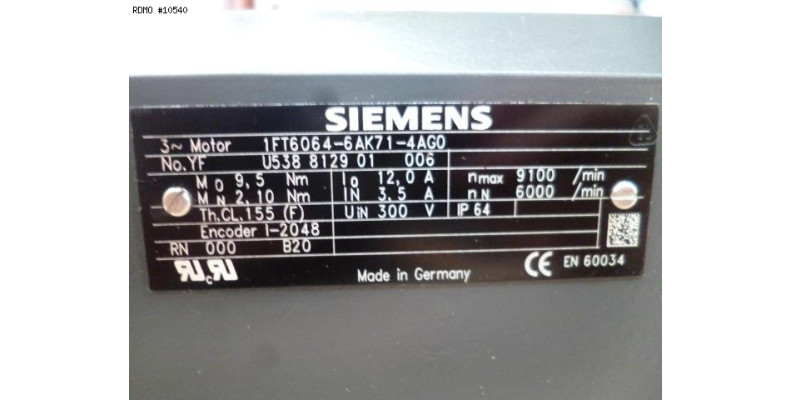 RDMO #10540
SIEMENS
3~ Motor 1FT6064-6AK71-4AG0
No.YF U538 8129 01 006
M0 9,5 Nm I0 12,0 A nmax 9100 /min
MN 2,10 Nm IN 3,5 A nN 6000 /min
Th.CL.155 (F) UiN 300 V IP 64
Encoder I-2048
RN 000 B20
Made in Germany CE EN 60034